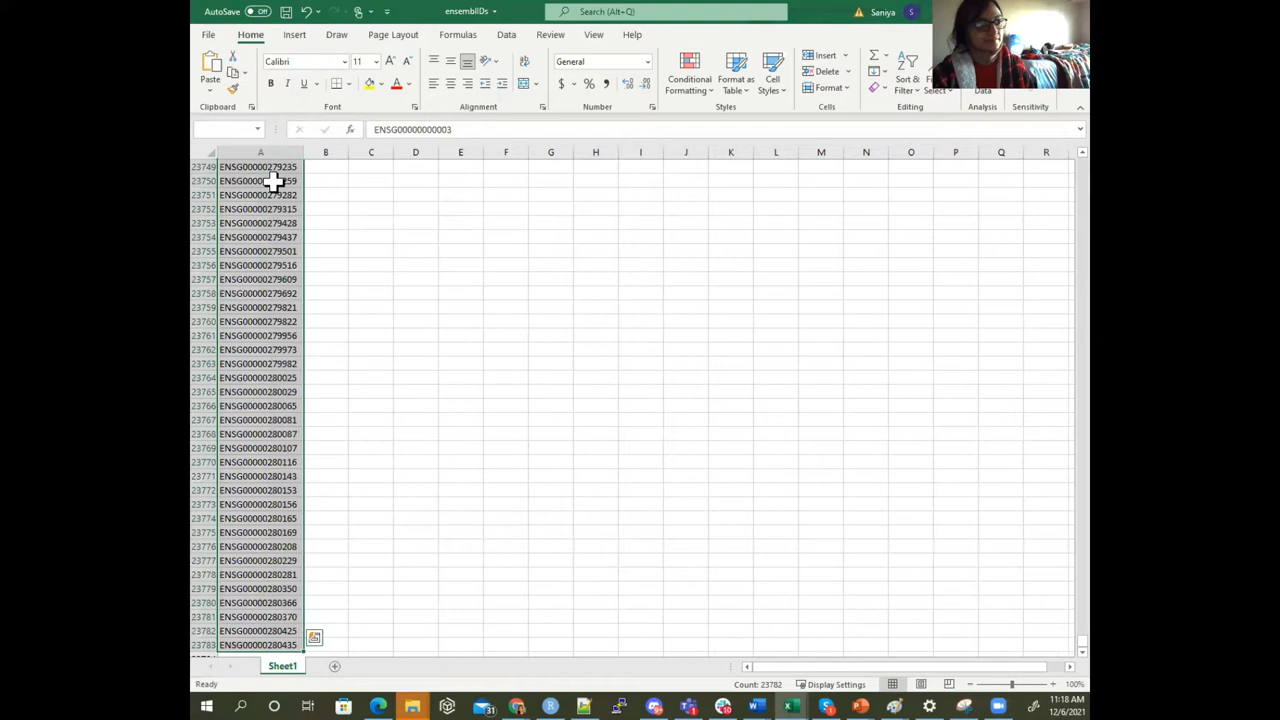 AutoSave Off ensemblIDs Search (Alt+Q) Saniya S
File Home Insert Draw Page Layout Formulas Data Review View Help
Paste Calibri 11 A A General Conditional Formatting Format as Table Cell Styles Insert Delete Format Sort & Filter Select Data
B I U A $ % 9
Clipboard Font Alignment Number Styles Cells Editing Analysis Sensitivity
fx ENSG00000000003
A B C D E F G H I J K L M N O P Q R
23749 ENSG00000279235
23750
23751 ENSG00000279282
23752 ENSG00000279315
23753 ENSG00000279428
23754 ENSG00000279437
23755 ENSG00000279501
23756 ENSG00000279516
23757 ENSG00000279609
23758 ENSG00000279692
23759 ENSG00000279821
23760 ENSG00000279822
23761 ENSG00000279956
23762 ENSG00000279973
23763 ENSG00000279982
23764 ENSG00000280025
23765 ENSG00000280029
23766 ENSG00000280065
23767 ENSG00000280081
23768 ENSG00000280087
23769 ENSG00000280107
23770 ENSG00000280116
23771 ENSG00000280143
23772 ENSG00000280153
23773 ENSG00000280156
23774 ENSG00000280165
23775 ENSG00000280169
23776 ENSG00000280208
23777 ENSG00000280229
23778 ENSG00000280281
23779 ENSG00000280350
23780 ENSG00000280366
23781 ENSG00000280370
23782 ENSG00000280425
23783 ENSG00000280435
Sheet1
Ready Count: 23782 Display Settings 100%
31 11:18 AM
12/6/2021